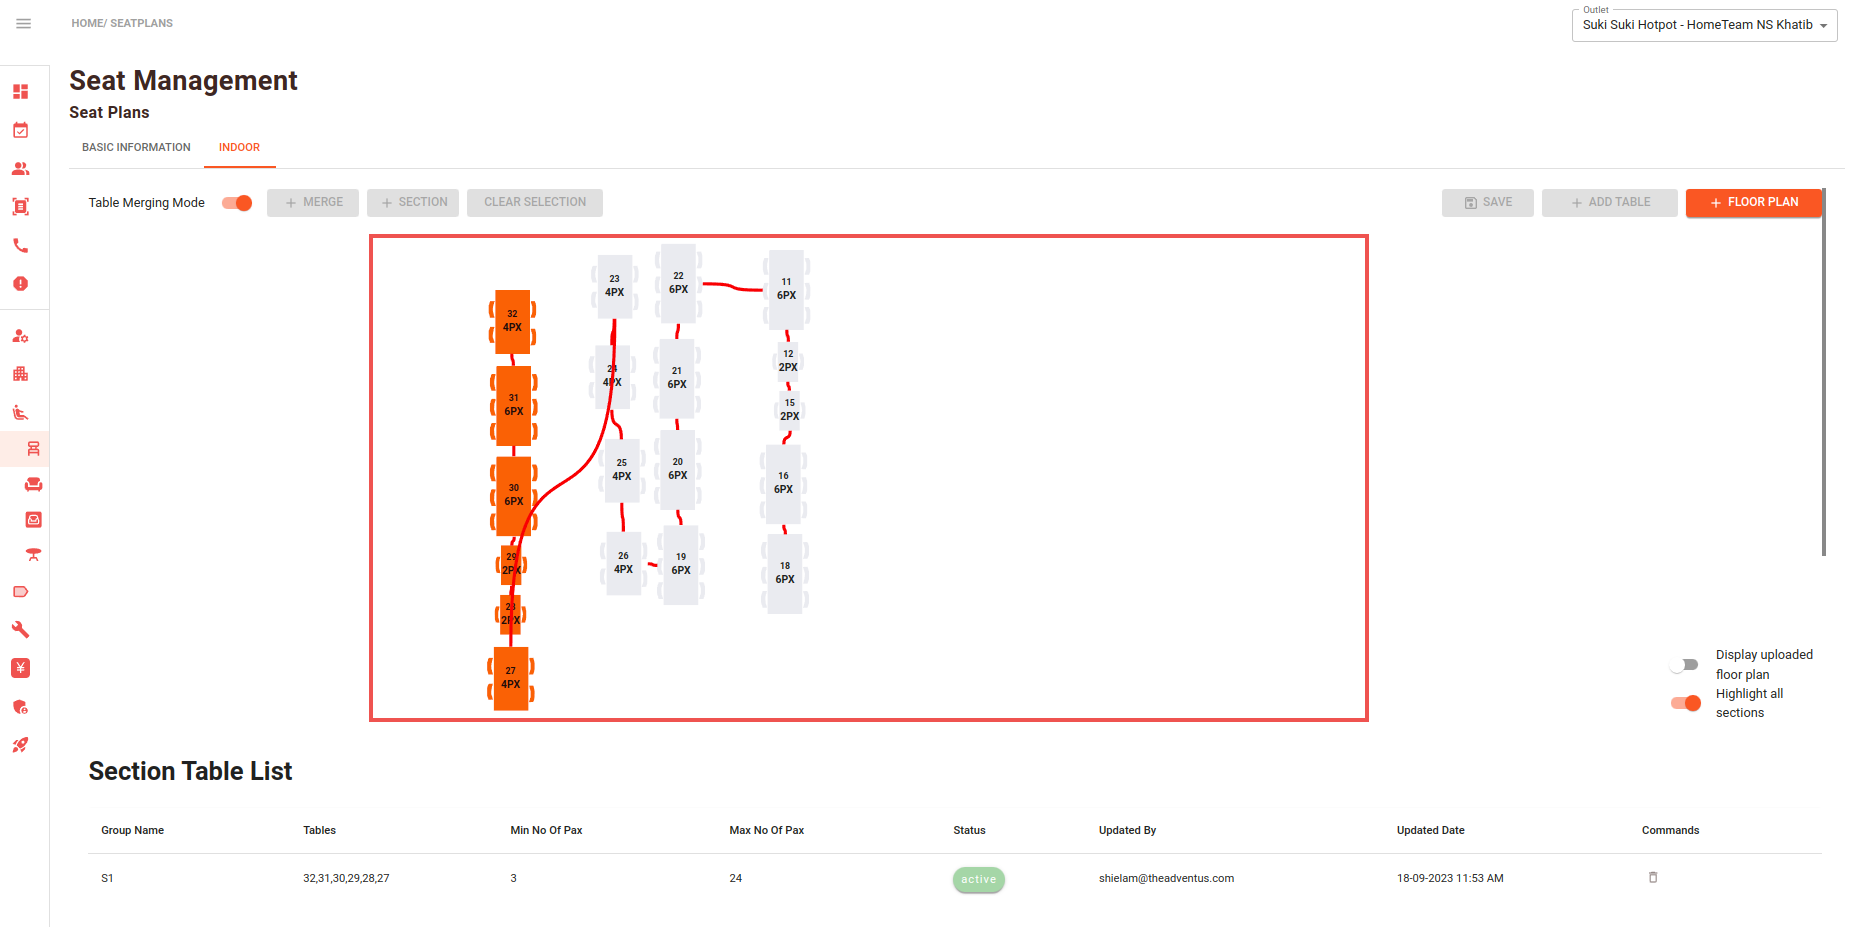 HOME/ SEATPLANS
Outlet
Suki Suki Hotpot - HomeTeam NS Khatib
Seat Management
Seat Plans
BASIC INFORMATION
INDOOR
Table Merging Mode
+ MERGE
+ SECTION
CLEAR SELECTION
SAVE
+ ADD TABLE
+ FLOOR PLAN
32
4PX
31
6PX
30
6PX
29
2PX
28
2PX
27
4PX
23
4PX
24
4PX
25
4PX
26
4PX
22
6PX
21
6PX
20
6PX
19
6PX
11
6PX
12
2PX
15
2PX
16
6PX
18
6PX
Display uploaded
floor plan
Highlight all
sections
Section Table List
Group Name Tables Min No Of Pax Max No Of Pax Status Updated By Updated Date Commands
S1 32,31,30,29,28,27 3 24 active shielam@theadventus.com 18-09-2023 11:53 AM